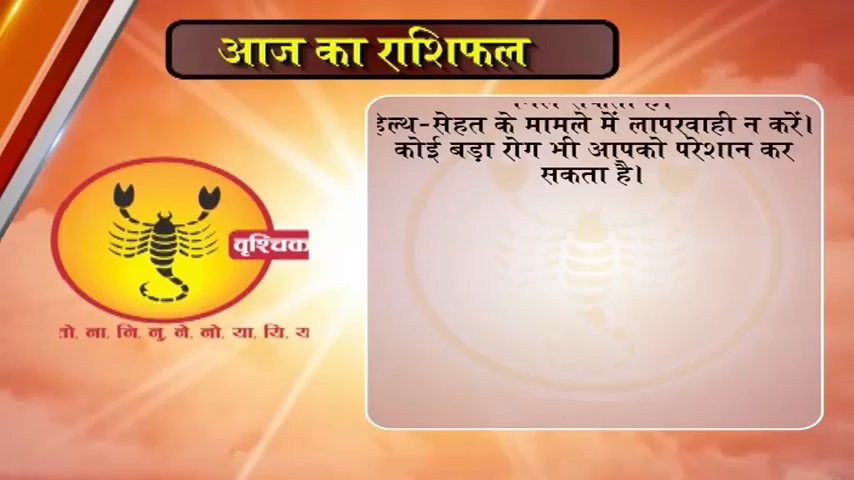 आज का राशिफल
हेल्थ-सेहत के मामले में लापरवाही न करें।
कोई बड़ा रोग भी आपको परेशान कर
सकता है।
वृश्चिक
ना, नि, नु, ने, नो, या, यि,